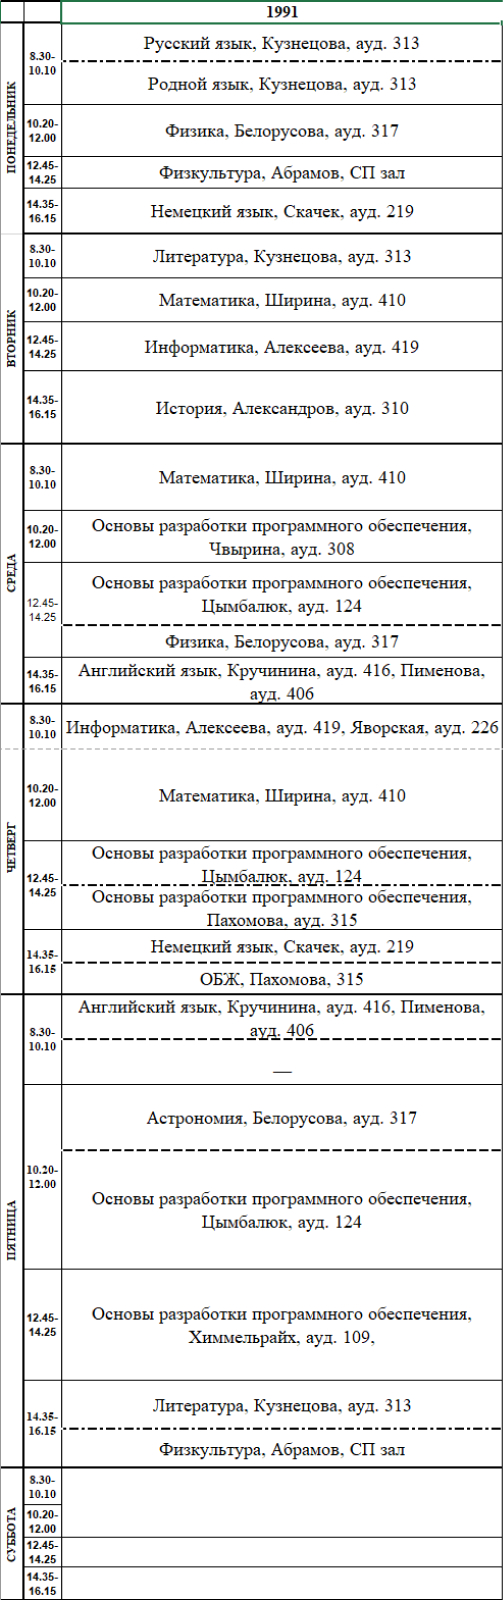 1991
ПОНЕДЕЛЬНИК
8.30-
10.10
Русский язык, Кузнецова, ауд. 313
Родной язык, Кузнецова, ауд. 313
10.20-
12.00
Физика, Белорусова, ауд. 317
12.45-
14.25
Физкультура, Абрамов, СП зал
14.35-
16.15
Немецкий язык, Скачек, ауд. 219
ВТОРНИК
8.30-
10.10
Литература, Кузнецова, ауд. 313
10.20-
12.00
Математика, Ширина, ауд. 410
12.45-
14.25
Информатика, Алексеева, ауд. 419
14.35-
16.15
История, Александров, ауд. 310
СРЕДА
8.30-
10.10
Математика, Ширина, ауд. 410
10.20-
12.00
Основы разработки программного обеспечения,
Чвырина, ауд. 308
12.45-
14.25
Основы разработки программного обеспечения,
Цымбалюк, ауд. 124
Физика, Белорусова, ауд. 317
14.35-
16.15
Английский язык, Кручинина, ауд. 416, Пименова,
ауд. 406
ЧЕТВЕРГ
8.30-
10.10
Информатика, Алексеева, ауд. 419, Яворская, ауд. 226
10.20-
12.00
Математика, Ширина, ауд. 410
12.45-
14.25
Основы разработки программного обеспечения,
Цымбалюк, ауд. 124
Основы разработки программного обеспечения,
Пахомова, ауд. 315
14.35-
16.15
Немецкий язык, Скачек, ауд. 219
ОБЖ, Пахомова, 315
ПЯТНИЦА
8.30-
10.10
Английский язык, Кручинина, ауд. 416, Пименова,
ауд. 406
—
10.20-
12.00
Астрономия, Белорусова, ауд. 317
Основы разработки программного обеспечения,
Цымбалюк, ауд. 124
12.45-
14.25
Основы разработки программного обеспечения,
Химмельрайх, ауд. 109,
14.35-
16.15
Литература, Кузнецова, ауд. 313
Физкультура, Абрамов, СП зал
СУББОТА
8.30-
10.10
10.20-
12.00
12.45-
14.25
14.35-
16.15